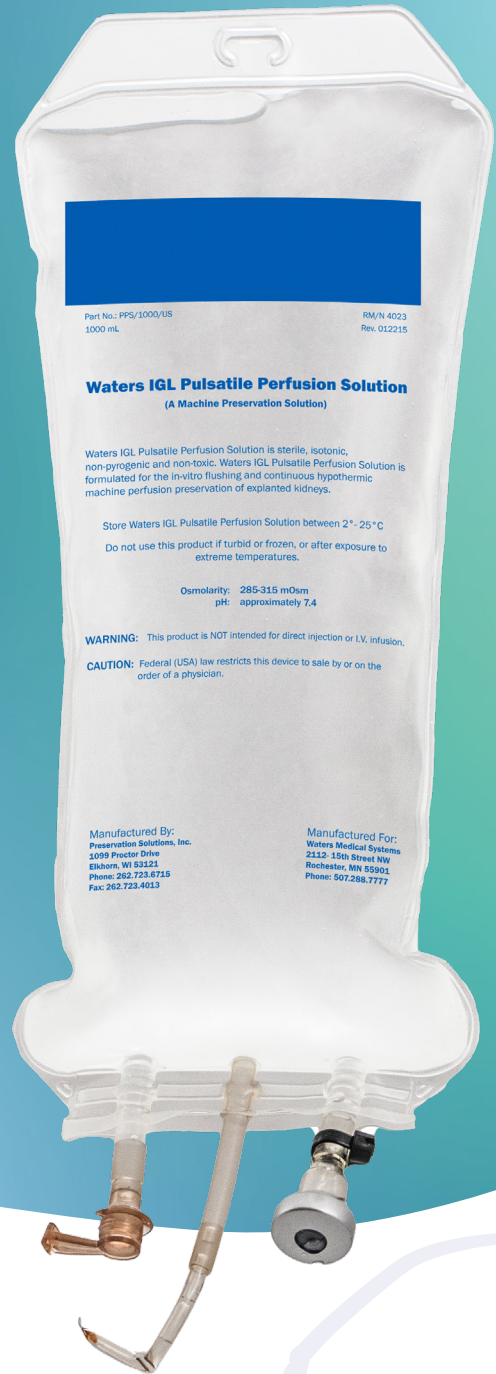 Part No.: PPS/1000/US
1000 mL
RM/N 4023
Rev. 012215
Waters IGL Pulsatile Perfusion Solution
(A Machine Preservation Solution)
Waters IGL Pulsatile Perfusion Solution is sterile, isotonic,
non-pyrogenic and non-toxic. Waters IGL Pulsatile Perfusion Solution is
formulated for the in-vitro flushing and continuous hypothermic
machine perfusion preservation of explanted kidneys.
Store Waters IGL Pulsatile Perfusion Solution between 2°- 25°C
Do not use this product if turbid or frozen, or after exposure to
extreme temperatures.
Osmolarity: 285-315 mOsm
pH: approximately 7.4
WARNING: This product is NOT intended for direct injection or I.V. infusion.
CAUTION: Federal (USA) law restricts this device to sale by or on the
order of a physician.
Manufactured By:
Preservation Solutions, Inc.
1099 Proctor Drive
Elkhorn, WI 53121
Phone: 262.723.6715
Fax: 262.723.4013
Manufactured For:
Waters Medical Systems
2112- 15th Street NW
Rochester, MN 55901
Phone: 507.288.7777